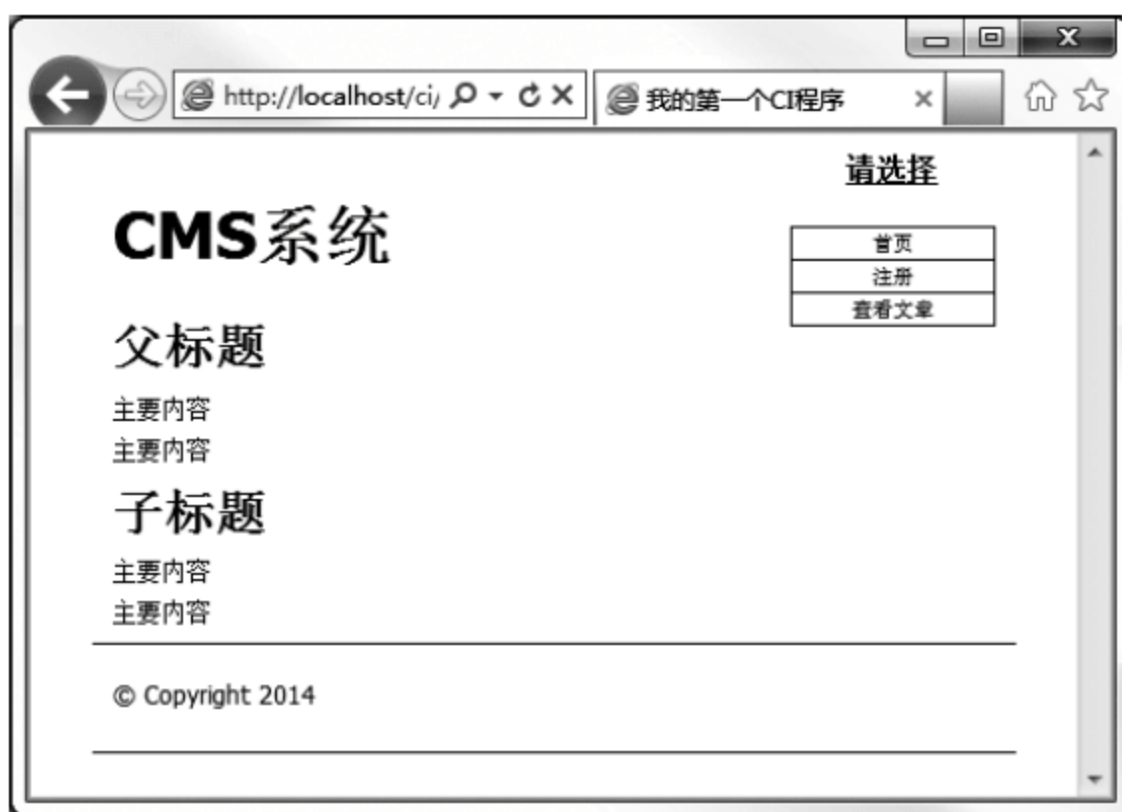 http://localhost/ci/
我的第一个CI程序
请选择
CMS系统
首页
注册
查看文章
父标题
主要内容
主要内容
子标题
主要内容
主要内容
© Copyright 2014